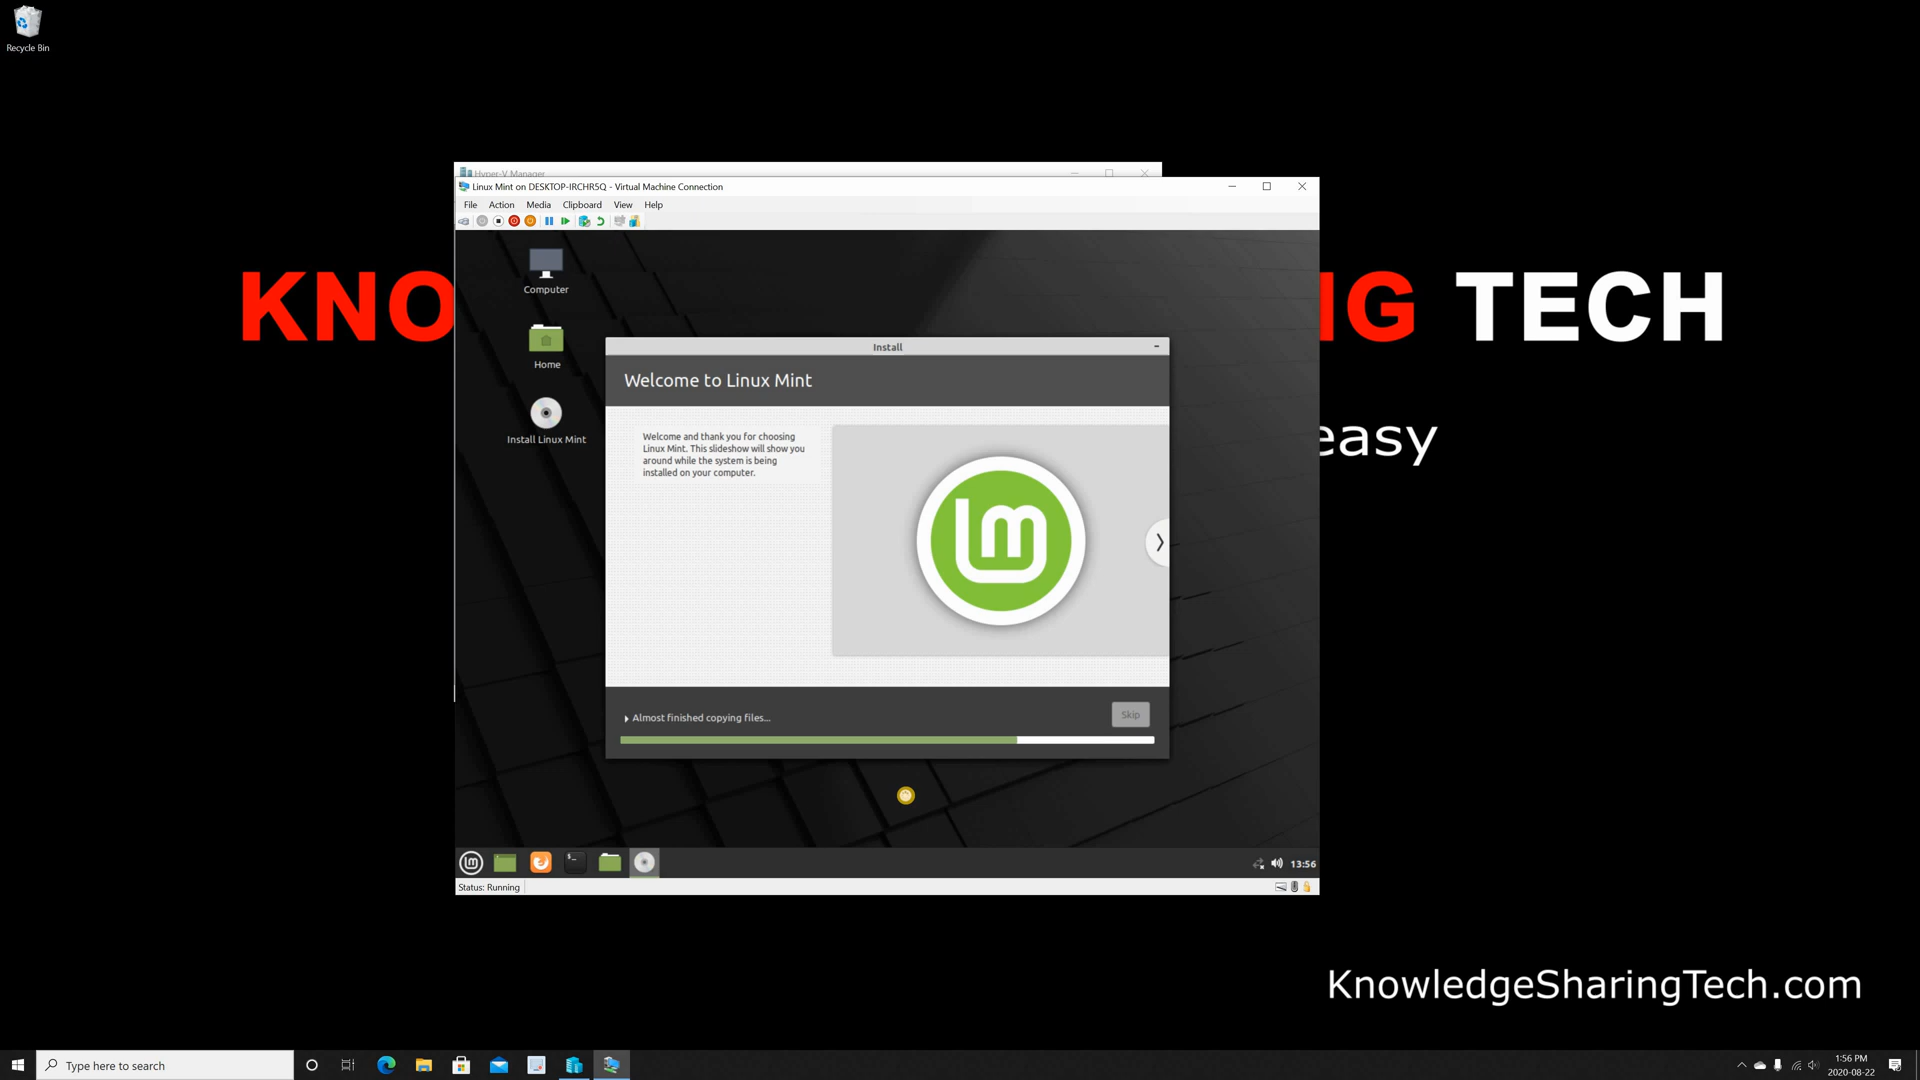 Recycle Bin
Hyper-V Manager
Linux Mint on DESKTOP-IRCHR5Q - Virtual Machine Connection
File Action Media Clipboard View Help
KNO
G TECH
easy
Computer
Home
Install Linux Mint
Install
Welcome to Linux Mint
Welcome and thank you for choosing
Linux Mint. This slideshow will show you
around while the system is being
installed on your computer.
Almost finished copying files...
Skip
13:56
Status: Running
KnowledgeSharingTech.com
Type here to search
1:56 PM
2020-08-22